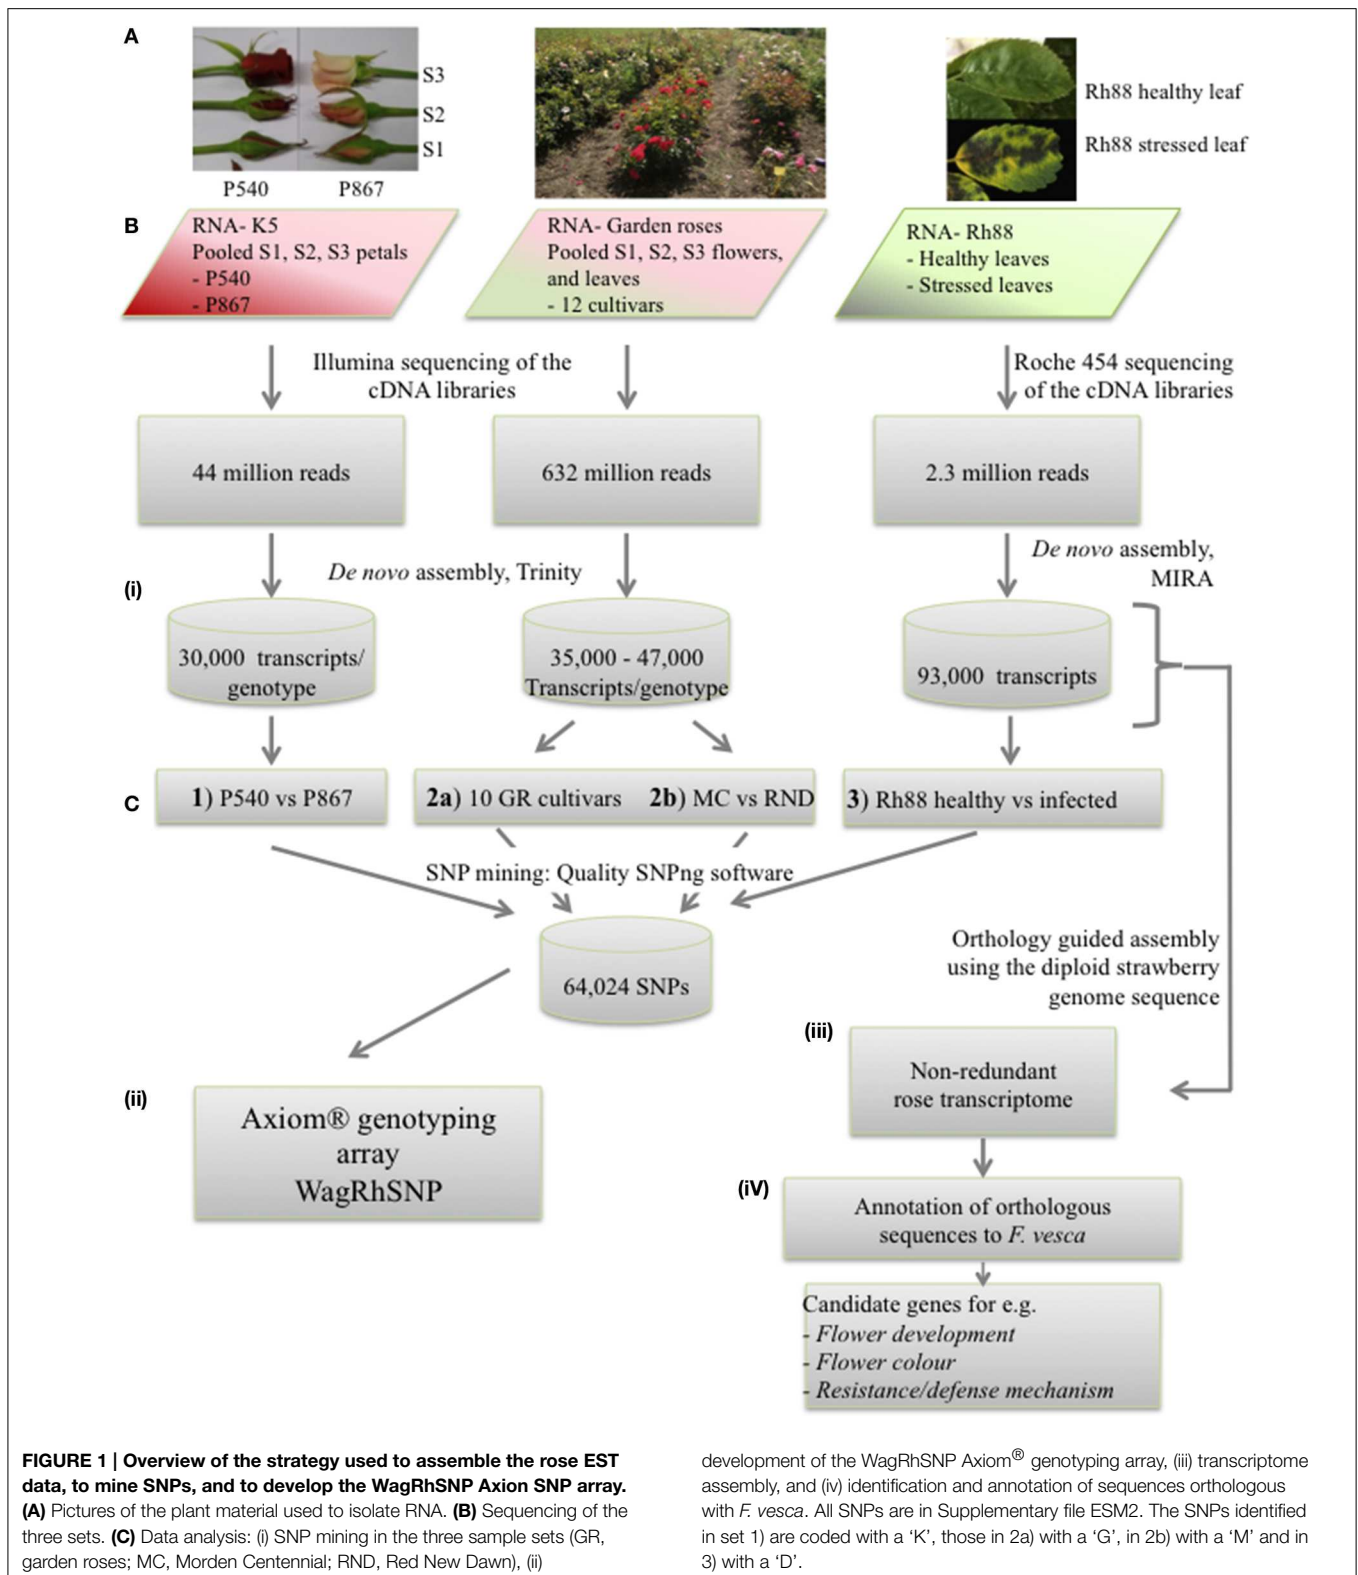 A
S3
S2
S1
P540 P867
Rh88 healthy leaf
Rh88 stressed leaf
B
RNA- K5
Pooled S1, S2, S3 petals
- P540
- P867
RNA- Garden roses
Pooled S1, S2, S3 flowers,
and leaves
- 12 cultivars
RNA- Rh88
- Healthy leaves
- Stressed leaves
Illumina sequencing of the
cDNA libraries
Roche 454 sequencing
of the cDNA libraries
44 million reads
632 million reads
2.3 million reads
De novo assembly, Trinity
De novo assembly,
MIRA
(i)
30,000 transcripts/
genotype
35,000 - 47,000
Transcripts/genotype
93,000 transcripts
C
1) P540 vs P867
2a) 10 GR cultivars 2b) MC vs RND
3) Rh88 healthy vs infected
SNP mining: Quality SNPng software
64,024 SNPs
Orthology guided assembly
using the diploid strawberry
genome sequence
(ii)
Axiom® genotyping
array
WagRhSNP
(iii)
Non-redundant
rose transcriptome
(iV)
Annotation of orthologous
sequences to F. vesca
Candidate genes for e.g.
- Flower development
- Flower colour
- Resistance/defense mechanism
FIGURE 1 | Overview of the strategy used to assemble the rose EST
data, to mine SNPs, and to develop the WagRhSNP Axion SNP array.
(A) Pictures of the plant material used to isolate RNA. (B) Sequencing of the
three sets. (C) Data analysis: (i) SNP mining in the three sample sets (GR,
garden roses; MC, Morden Centennial; RND, Red New Dawn), (ii)
development of the WagRhSNP Axiom® genotyping array, (iii) transcriptome
assembly, and (iv) identification and annotation of sequences orthologous
with F. vesca. All SNPs are in Supplementary file ESM2. The SNPs identified
in set 1) are coded with a ‘K’, those in 2a) with a ‘G’, in 2b) with a ‘M’ and in
3) with a ‘D’.